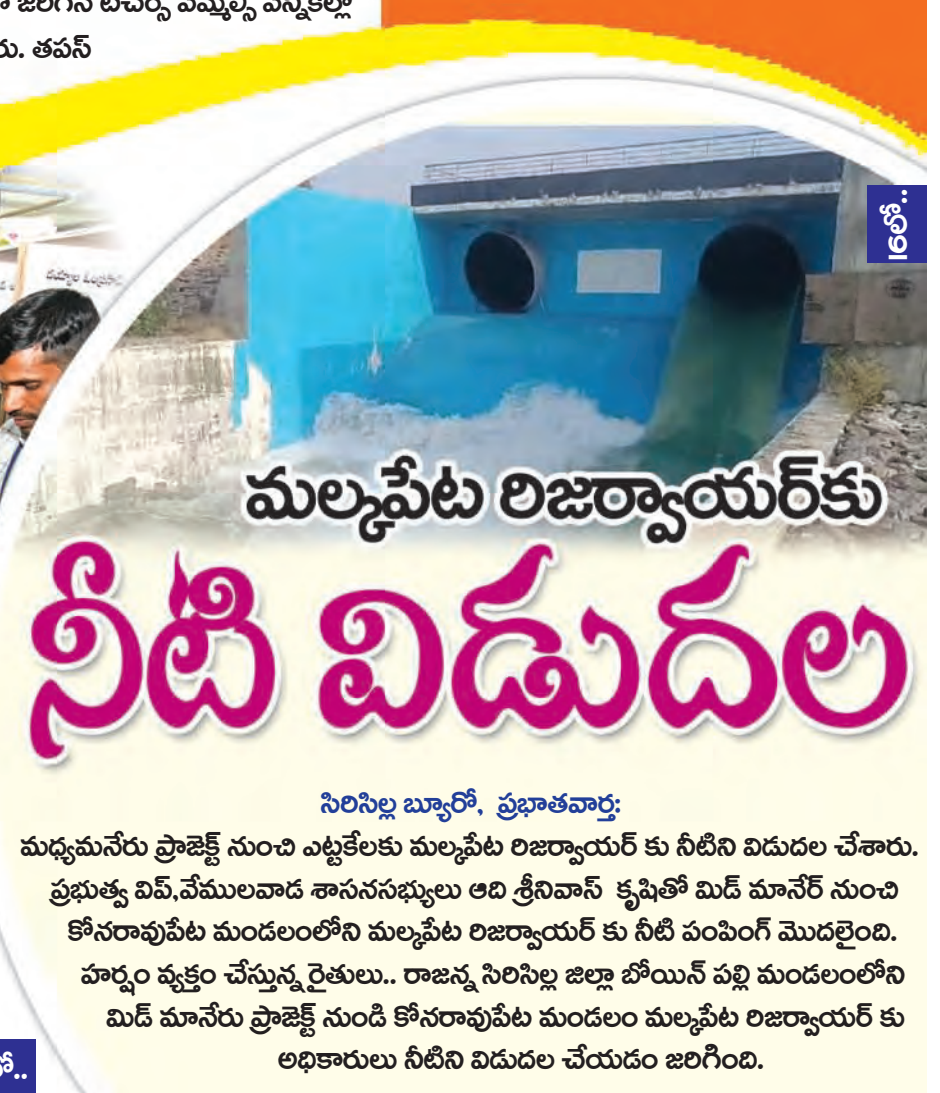 తపస్
16లో..
మల్కపేట రిజర్వాయర్‌కు
నీటి విడుదల
సిరిసిల్ల బ్యూరో, ప్రభాతవార్త:
మధ్యమనేరు ప్రాజెక్ట్ నుంచి ఎట్టకేలకు మల్కపేట రిజర్వాయర్ కు నీటిని విడుదల చేశారు.
ప్రభుత్వ విప్,వేములవాడ శాసనసభ్యులు ఆది శ్రీనివాస్ కృషితో మిడ్ మానేర్ నుంచి
కోనరావుపేట మండలంలోని మల్కపేట రిజర్వాయర్ కు నీటి పంపింగ్ మొదలైంది.
హర్షం వ్యక్తం చేస్తున్న రైతులు.. రాజన్న సిరిసిల్ల జిల్లా బోయిన్ పల్లి మండలంలోని
మిడ్ మానేరు ప్రాజెక్ట్ నుండి కోనరావుపేట మండలం మల్కపేట రిజర్వాయర్ కు
అధికారులు నీటిని విడుదల చేయడం జరిగింది.